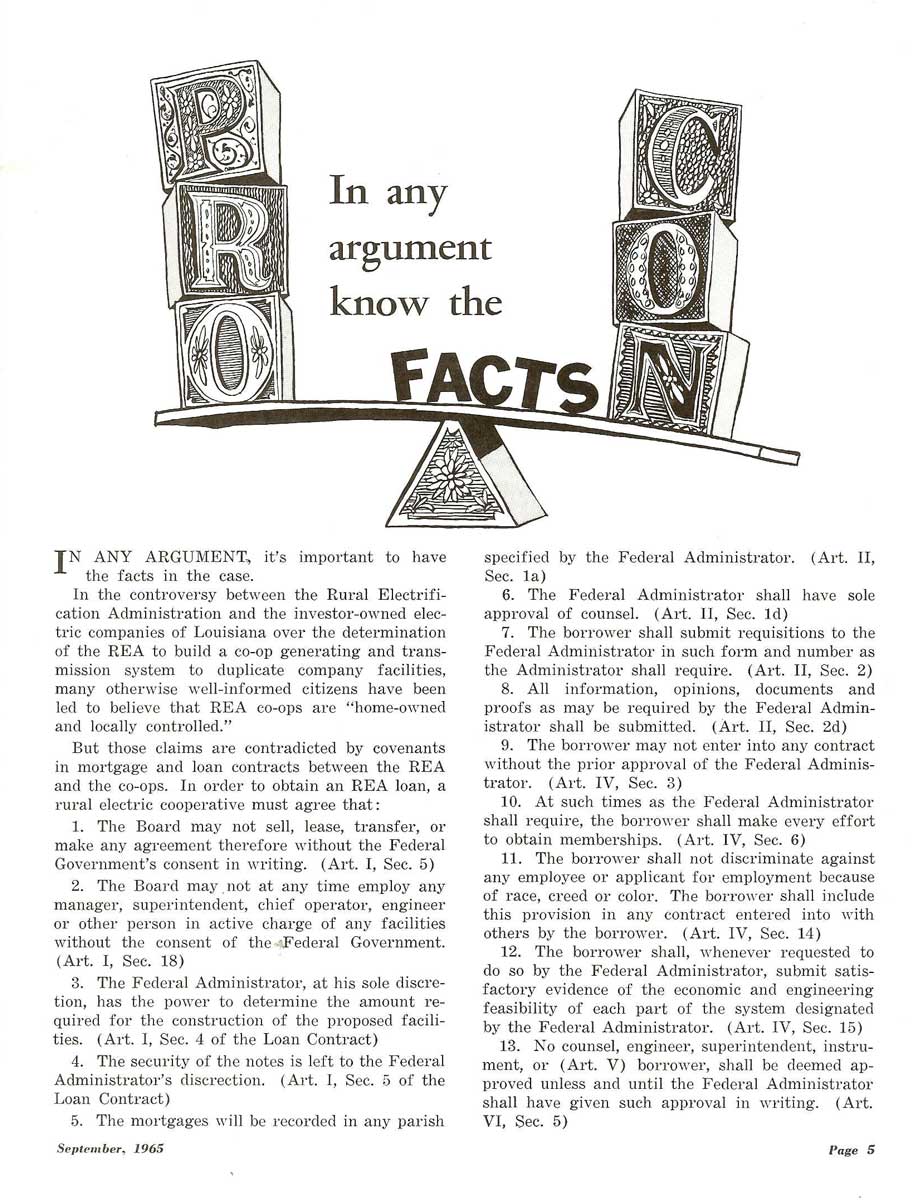 PRO
CON
In any
argument
know the
FACTS
IN ANY ARGUMENT, it's important to have
the facts in the case.
In the controversy between the Rural Electrifi-
cation Administration and the investor-owned elec-
tric companies of Louisiana over the determination
of the REA to build a co-op generating and trans-
mission system to duplicate company facilities,
many otherwise well-informed citizens have been
led to believe that REA co-ops are "home-owned
and locally controlled."
But those claims are contradicted by covenants
in mortgage and loan contracts between the REA
and the co-ops. In order to obtain an REA loan, a
rural electric cooperative must agree that:
1. The Board may not sell, lease, transfer, or
make any agreement therefore without the Federal
Government's consent in writing. (Art. I, Sec. 5)
2. The Board may not at any time employ any
manager, superintendent, chief operator, engineer
or other person in active charge of any facilities
without the consent of the Federal Government.
(Art. I, Sec. 18)
3. The Federal Administrator, at his sole discre-
tion, has the power to determine the amount re-
quired for the construction of the proposed facili-
ties. (Art. I, Sec. 4 of the Loan Contract)
4. The security of the notes is left to the Federal
Administrator's discrection. (Art. I, Sec. 5 of the
Loan Contract)
5. The mortgages will be recorded in any parish
specified by the Federal Administrator. (Art. II,
Sec. 1a)
6. The Federal Administrator shall have sole
approval of counsel. (Art. II, Sec. 1d)
7. The borrower shall submit requisitions to the
Federal Administrator in such form and number as
the Administrator shall require. (Art. II, Sec. 2)
8. All information, opinions, documents and
proofs as may be required by the Federal Admin-
istrator shall be submitted. (Art. II, Sec. 2d)
9. The borrower may not enter into any contract
without the prior approval of the Federal Adminis-
trator. (Art. IV, Sec. 3)
10. At such times as the Federal Administrator
shall require, the borrower shall make every effort
to obtain memberships. (Art. IV, Sec. 6)
11. The borrower shall not discriminate against
any employee or applicant for employment because
of race, creed or color. The borrower shall include
this provision in any contract entered into with
others by the borrower. (Art. IV, Sec. 14)
12. The borrower shall, whenever requested to
do so by the Federal Administrator, submit satis-
factory evidence of the economic and engineering
feasibility of each part of the system designated
by the Federal Administrator. (Art. IV, Sec. 15)
13. No counsel, engineer, superintendent, instru-
ment, or (Art. V) borrower, shall be deemed ap-
proved unless and until the Federal Administrator
shall have given such approval in writing. (Art.
VI, Sec. 5)
September, 1965
Page 5